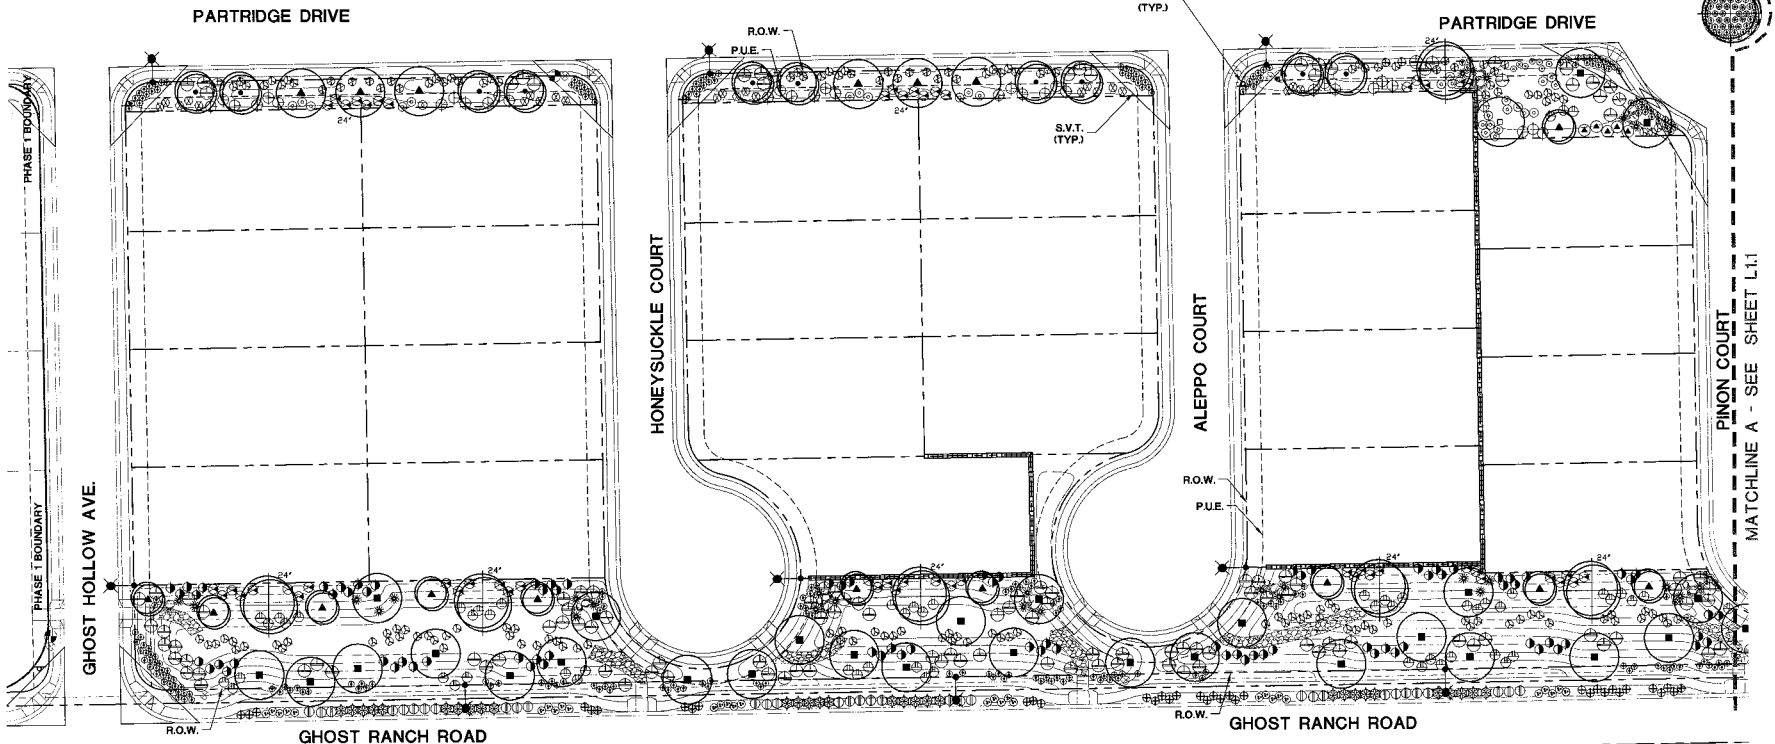 PARTRIDGE DRIVE
(TYP.)
PARTRIDGE DRIVE
R.O.W.
P.U.E.
24"
24"
24"
S.V.T.
(TYP.)
PHASE 1 BOUNDARY
HONEYSUCKLE COURT
ALEPPO COURT
PINON COURT
MATCHLINE A - SEE SHEET L1.1
R.O.W.
P.U.E.
PHASE 1 BOUNDARY
GHOST HOLLOW AVE.
24"
24"
24"
24"
24"
R.O.W.
GHOST RANCH ROAD
R.O.W.
GHOST RANCH ROAD